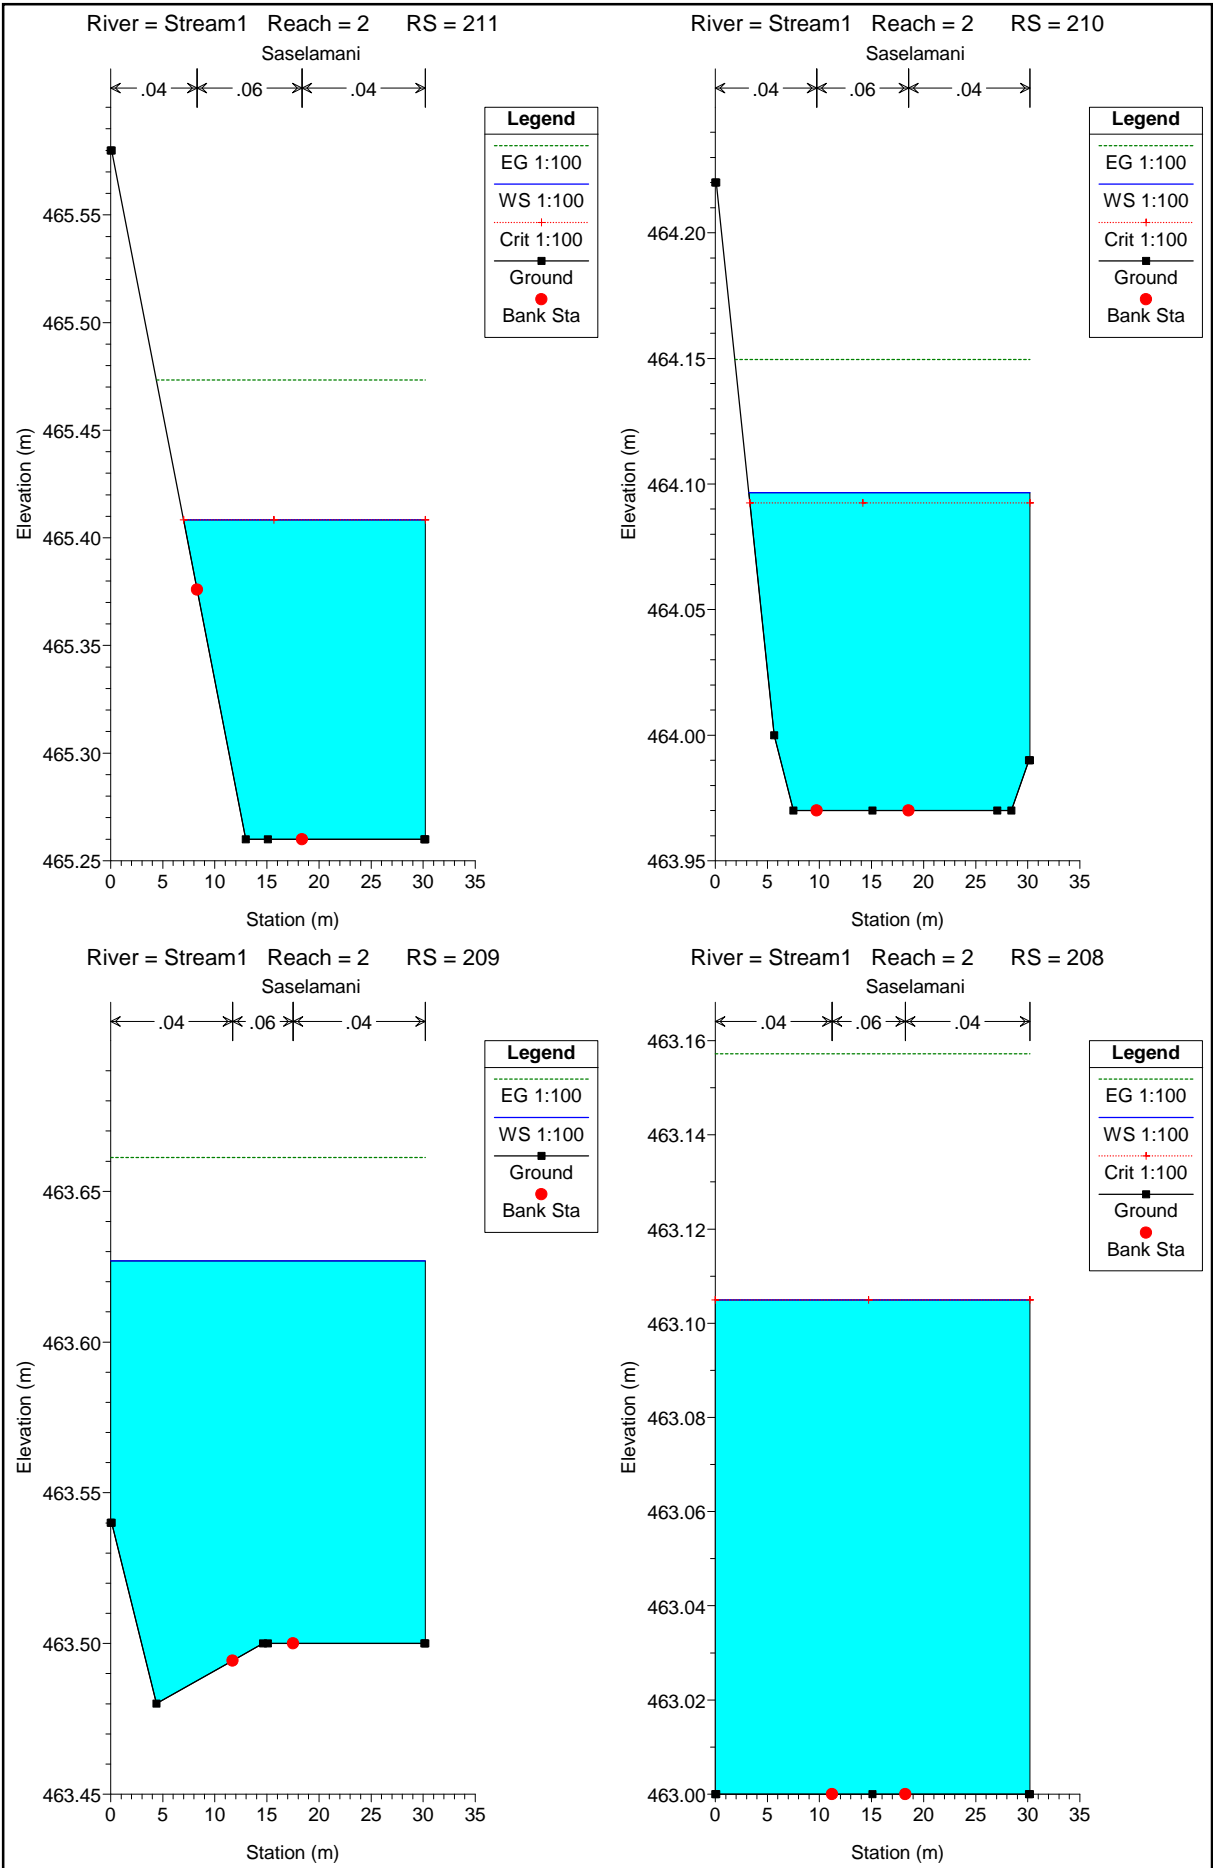 River = Stream1 Reach = 2 RS = 211
Saselamani
.04 .06 .04
Legend
EG 1:100
WS 1:100
Crit 1:100
Ground
Bank Sta
465.55
465.50
465.45
465.40
465.35
465.30
465.25
Elevation (m)
0 5 10 15 20 25 30 35
Station (m)
River = Stream1 Reach = 2 RS = 210
Saselamani
.04 .06 .04
Legend
EG 1:100
WS 1:100
Crit 1:100
Ground
Bank Sta
464.20
464.15
464.10
464.05
464.00
463.95
Elevation (m)
0 5 10 15 20 25 30 35
Station (m)
River = Stream1 Reach = 2 RS = 209
Saselamani
.04 .06 .04
Legend
EG 1:100
WS 1:100
Ground
Bank Sta
463.65
463.60
463.55
463.50
463.45
Elevation (m)
0 5 10 15 20 25 30 35
Station (m)
River = Stream1 Reach = 2 RS = 208
Saselamani
.04 .06 .04
Legend
EG 1:100
WS 1:100
Crit 1:100
Ground
Bank Sta
463.16
463.14
463.12
463.10
463.08
463.06
463.04
463.02
463.00
Elevation (m)
0 5 10 15 20 25 30 35
Station (m)